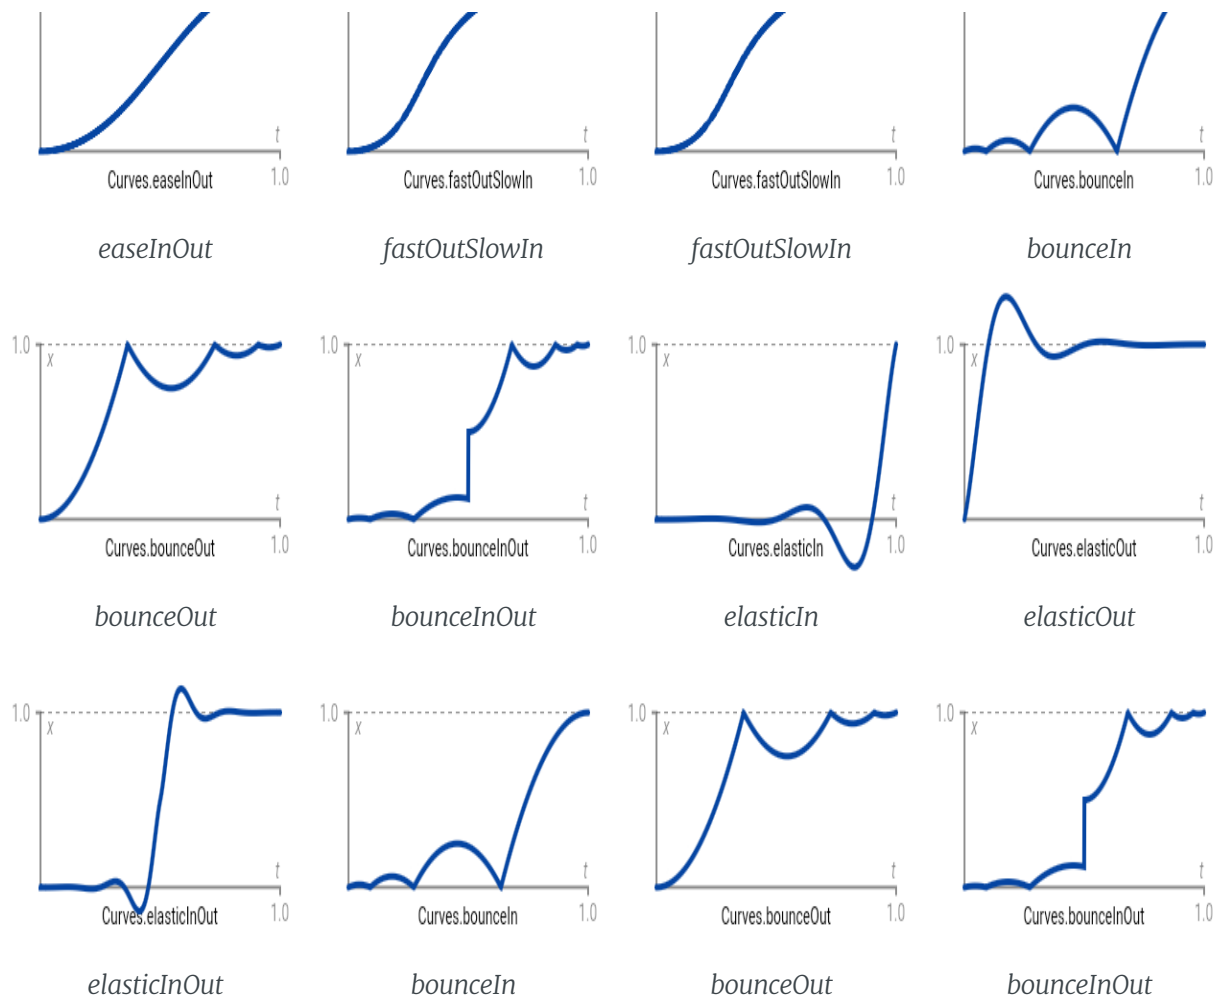 t t t t
Curves.easeInOut 1.0 Curves.fastOutSlowIn 1.0 Curves.fastOutSlowIn 1.0 Curves.bounceIn 1.0
easeInOut fastOutSlowIn fastOutSlowIn bounceIn
1.0 1.0 1.0 1.0
x x x x
t t t t
Curves.bounceOut 1.0 Curves.bounceInOut 1.0 Curves.elasticIn 1.0 Curves.elasticOut 1.0
bounceOut bounceInOut elasticIn elasticOut
1.0 1.0 1.0 1.0
x x x x
t t t t
Curves.elasticInOut 1.0 Curves.bounceIn 1.0 Curves.bounceOut 1.0 Curves.bounceInOut 1.0
elasticInOut bounceIn bounceOut bounceInOut